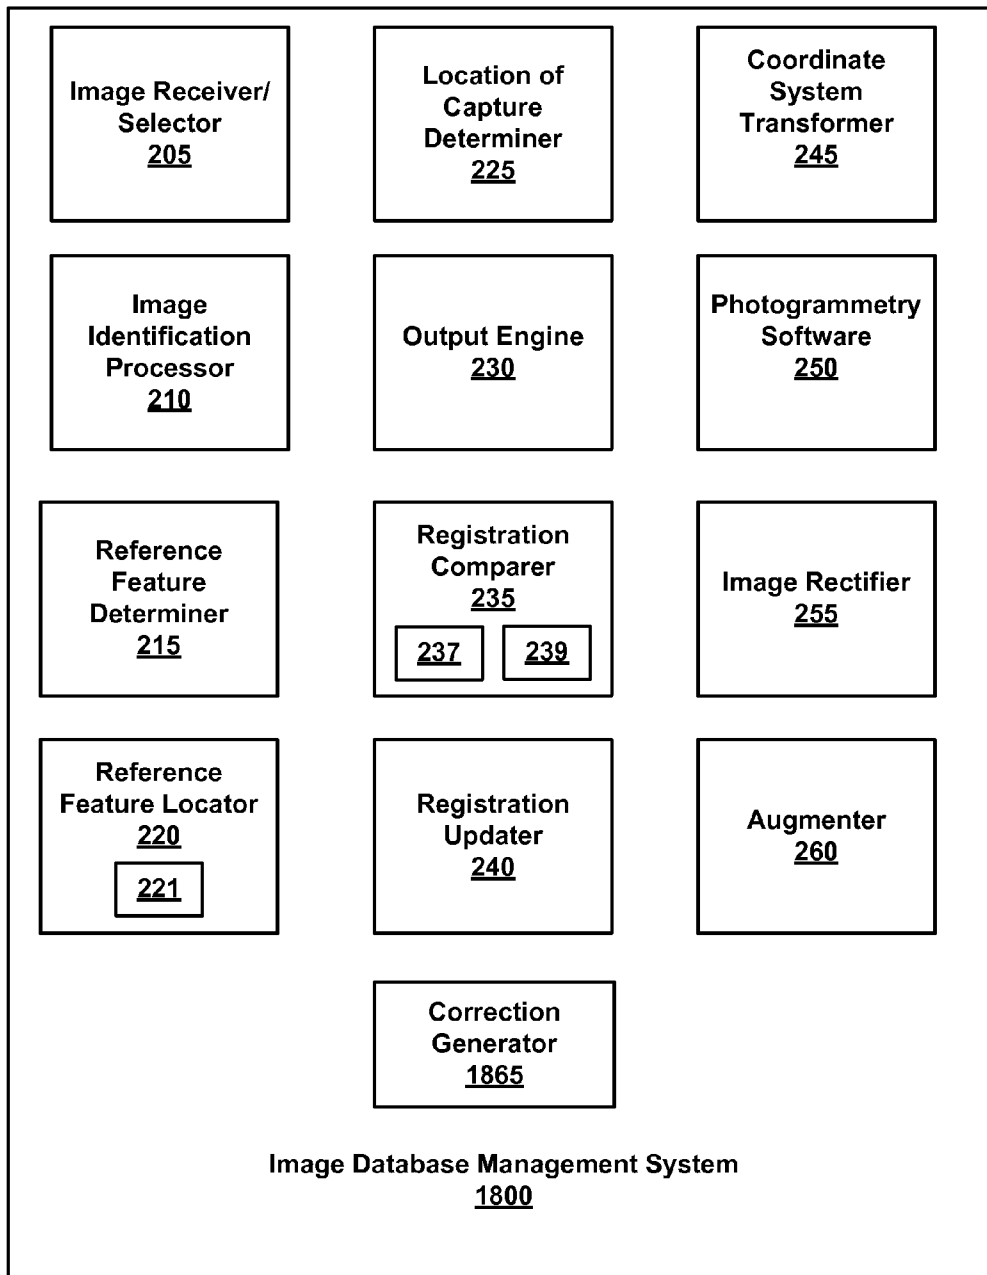 Image Receiver/
Selector
205
Location of
Capture
Determiner
225
Coordinate
System
Transformer
245
Image
Identification
Processor
210
Output Engine
230
Photogrammetry
Software
250
Reference
Feature
Determiner
215
Registration
Comparer
235
237
239
Image Rectifier
255
Reference
Feature Locator
220
221
Registration
Updater
240
Augmenter
260
Correction
Generator
1865
Image Database Management System
1800